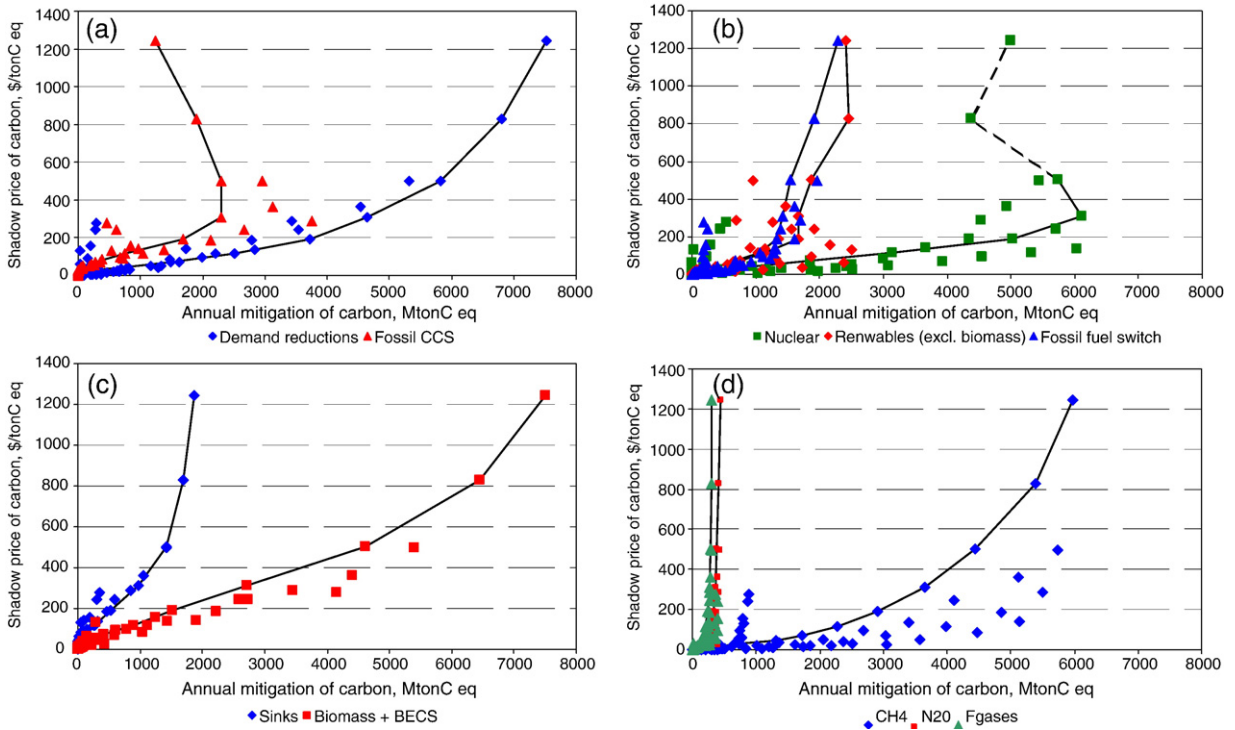 (a)
Shadow price of carbon, $/tonC eq
1400
1200
1000
800
600
400
200
0
0 1000 2000 3000 4000 5000 6000 7000 8000
Annual mitigation of carbon, MtonC eq
Demand reductions Fossil CCS
(b)
Shadow price of carbon, $/tonC eq
1400
1200
1000
800
600
400
200
0
0 1000 2000 3000 4000 5000 6000 7000 8000
Annual mitigation of carbon, MtonC eq
Nuclear Renwables (excl. biomass) Fossil fuel switch
(c)
Shadow price of carbon, $/tonC eq
1400
1200
1000
800
600
400
200
0
0 1000 2000 3000 4000 5000 6000 7000 8000
Annual mitigation of carbon, MtonC eq
Sinks Biomass + BECS
(d)
Shadow price of carbon, $/tonC eq
1400
1200
1000
800
600
400
200
0
0 1000 2000 3000 4000 5000 6000 7000 8000
Annual mitigation of carbon, MtonC eq
CH4 N20 Fgases